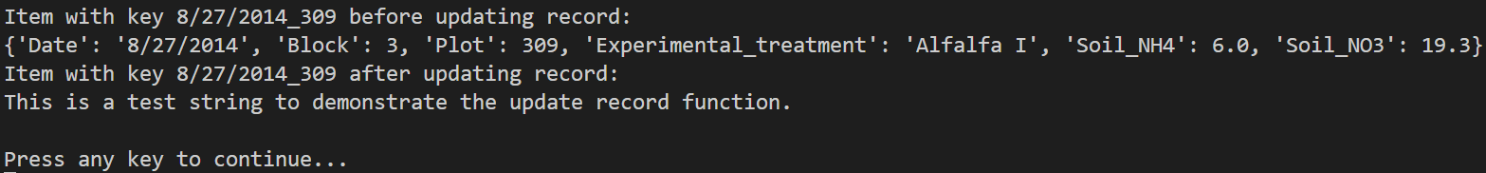 Item with key 8/27/2014_309 before updating record:
{'Date': '8/27/2014', 'Block': 3, 'Plot': 309, 'Experimental_treatment': 'Alfalfa I', 'Soil_NH4': 6.0, 'Soil_NO3': 19.3}
Item with key 8/27/2014_309 after updating record:
This is a test string to demonstrate the update record function.

Press any key to continue...